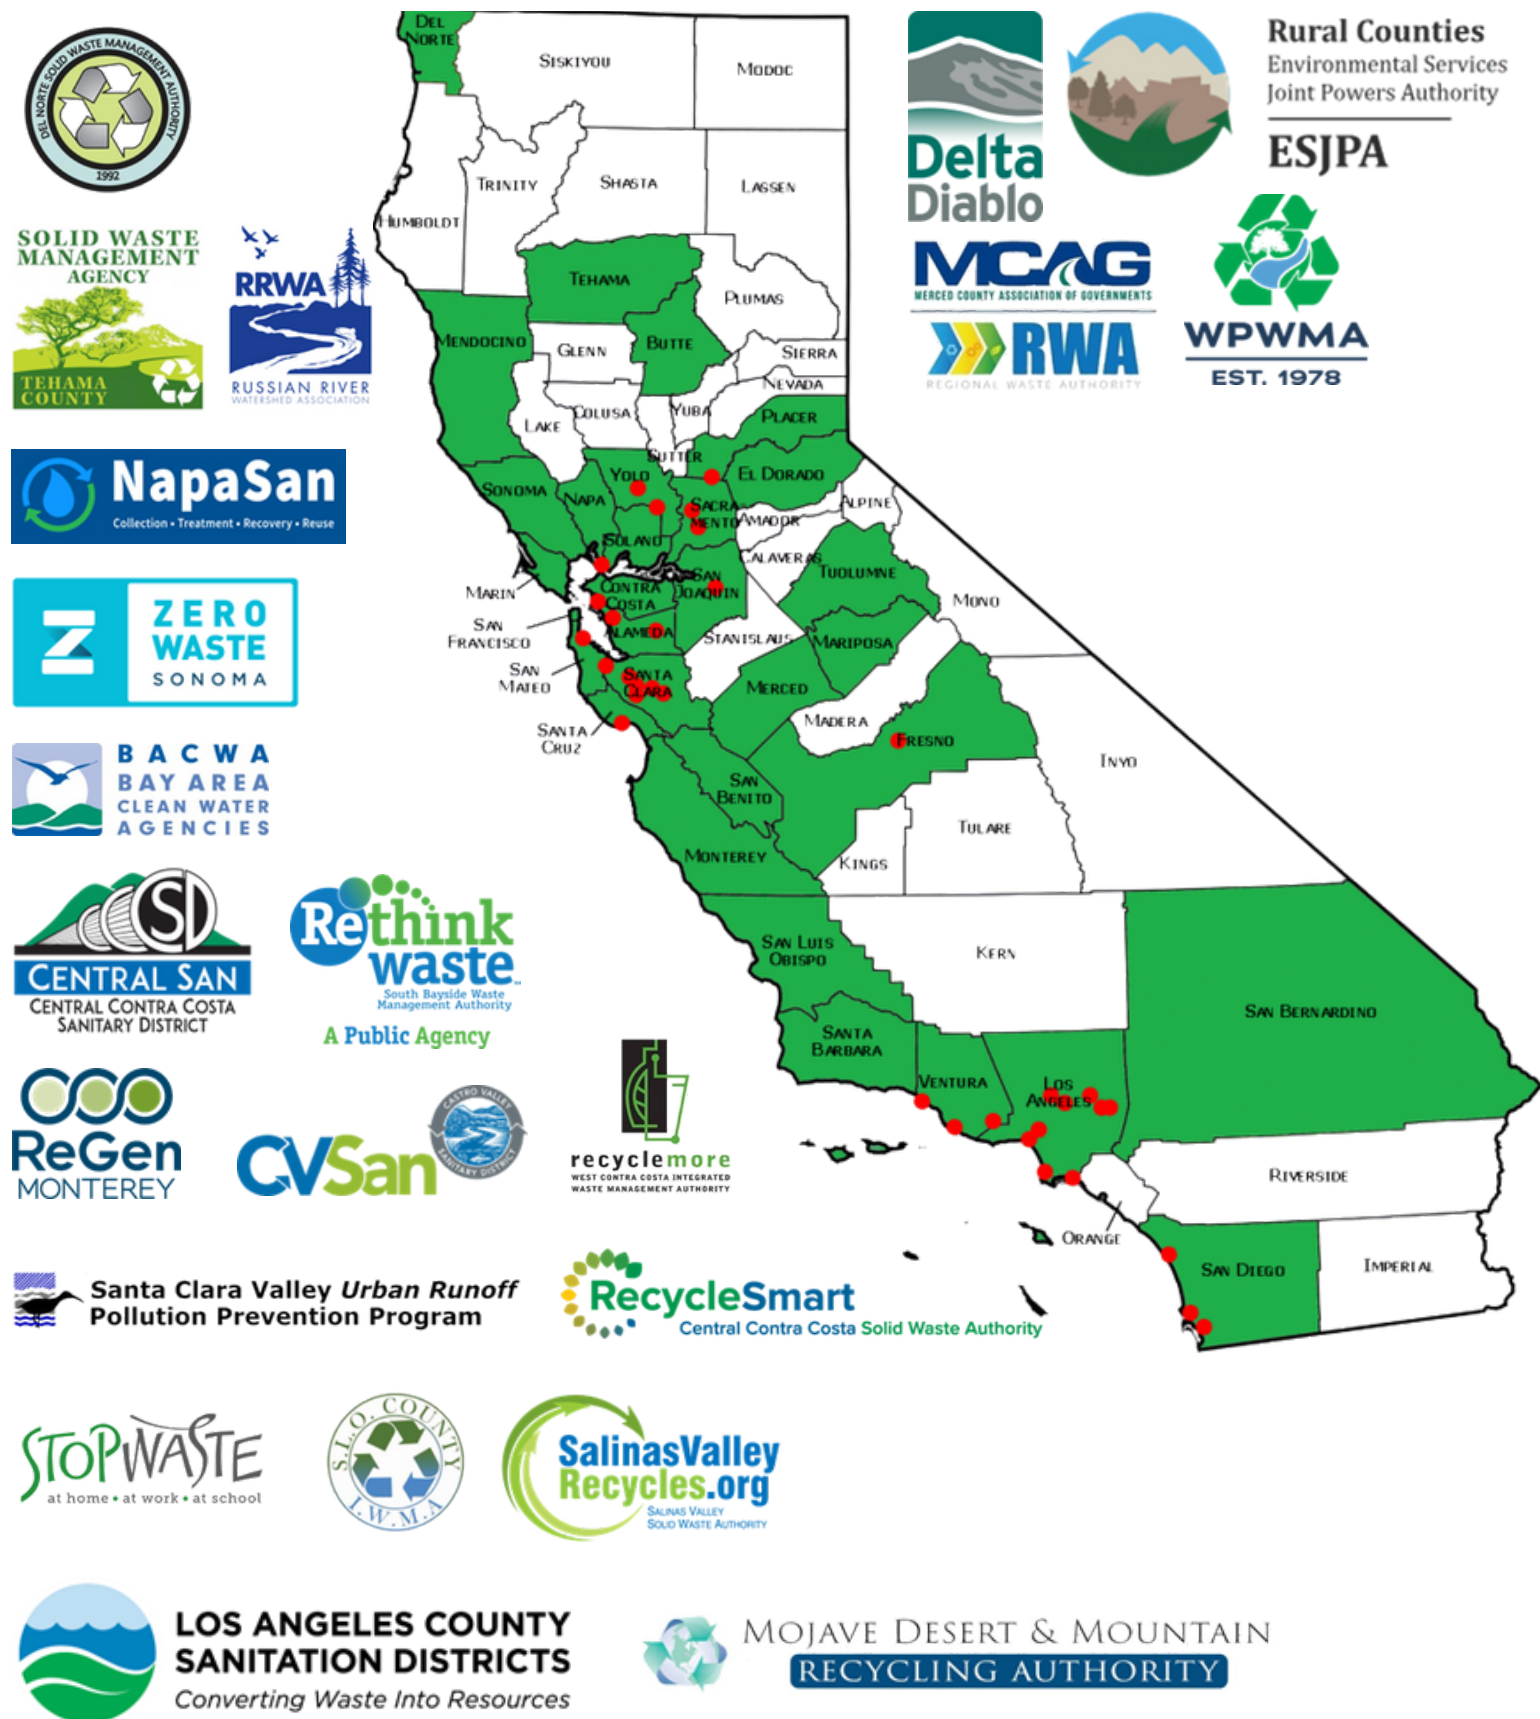 DEL NORTE SOLID WASTE MANAGEMENT AUTHORITY
1992
SOLID WASTE
MANAGEMENT
AGENCY
TEHAMA
COUNTY
RRWA
RUSSIAN RIVER
WATERSHED ASSOCIATION
NapaSan
Collection • Treatment • Recovery • Reuse
Z
ZERO
WASTE
SONOMA
BACWA
BAY AREA
CLEAN WATER
AGENCIES
CCCSD
CENTRAL SAN
CENTRAL CONTRA COSTA
SANITARY DISTRICT
Rethink
waste
South Bayside Waste
Management Authority
A Public Agency
ReGen
MONTEREY
CVSan
CASTRO VALLEY
SANITARY DISTRICT
recyclemore
WEST CONTRA COSTA INTEGRATED
WASTE MANAGEMENT AUTHORITY
Santa Clara Valley Urban Runoff
Pollution Prevention Program
RecycleSmart
Central Contra Costa Solid Waste Authority
STOPWASTE
at home • at work • at school
S.L.O. COUNTY
I.W.M.A
SalinasValley
Recycles.org
SALINAS VALLEY
SOLID WASTE AUTHORITY
LOS ANGELES COUNTY
SANITATION DISTRICTS
Converting Waste Into Resources
MOJAVE DESERT & MOUNTAIN
RECYCLING AUTHORITY
Delta
Diablo
Rural Counties
Environmental Services
Joint Powers Authority
ESJPA
MCAG
MERCED COUNTY ASSOCIATION OF GOVERNMENTS
RWA
REGIONAL WASTE AUTHORITY
WPWMA
EST. 1978
DEL
NORTE
SISKIYOU
MODOC
TRINITY
SHASTA
LASSEN
HUMBOLDT
TEHAMA
PLUMAS
MENDOCINO
GLENN
BUTTE
SIERRA
NEVADA
COLUSA
YUBA
PLACER
LAKE
SUTTER
YOLO
EL DORADO
SONOMA
NAPA
SACRA-
MENTO
AMADOR
ALPINE
SOLANO
CALAVERAS
TUOLUMNE
MARIN
CONTRA
COSTA
SAN
JOAQUIN
MONO
SAN
FRANCISCO
ALAMEDA
STANISLAUS
MARIPOSA
SAN
MATEO
SANTA
CLARA
MERCED
MADERA
SANTA
CRUZ
FRESNO
INYO
SAN
BENITO
TULARE
MONTEREY
KINGS
SAN LUIS
OBISPO
KERN
SAN BERNARDINO
SANTA
BARBARA
VENTURA
LOS
ANGELES
RIVERSIDE
ORANGE
SAN DIEGO
IMPERIAL